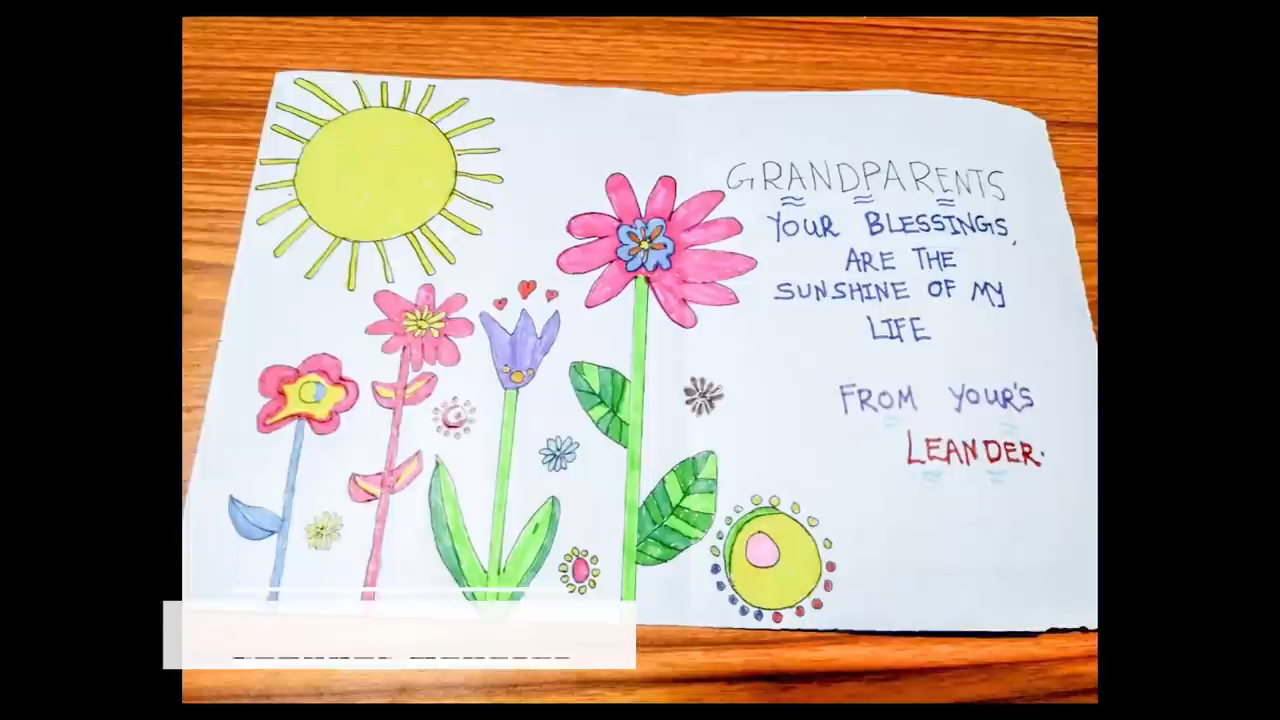 GRANDPARENTS
YOUR BLESSINGS,
ARE THE
SUNSHINE OF MY
LIFE
FROM YOUR'S
LEANDER.